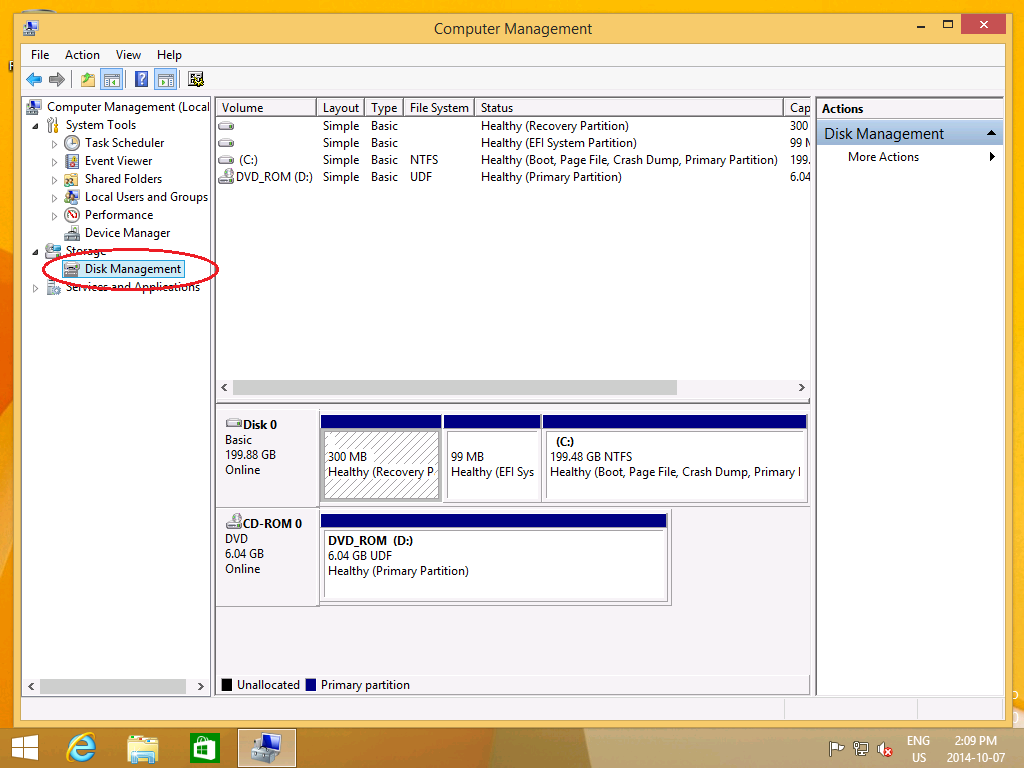 Computer Management
File Action View Help
Computer Management (Local
System Tools
Task Scheduler
Event Viewer
Shared Folders
Local Users and Groups
Performance
Device Manager
Storage
Disk Management
Services and Applications
Volume Layout Type File System Status Cap
Simple Basic Healthy (Recovery Partition) 300
Simple Basic Healthy (EFI System Partition) 99 M
(C:) Simple Basic NTFS Healthy (Boot, Page File, Crash Dump, Primary Partition) 199.
DVD_ROM (D:) Simple Basic UDF Healthy (Primary Partition) 6.04
Disk 0
Basic
199.88 GB
Online
300 MB
Healthy (Recovery P
99 MB
Healthy (EFI Sys
(C:)
199.48 GB NTFS
Healthy (Boot, Page File, Crash Dump, Primary
CD-ROM 0
DVD
6.04 GB
Online
DVD_ROM (D:)
6.04 GB UDF
Healthy (Primary Partition)
Unallocated Primary partition
Actions
Disk Management
More Actions
ENG
US
2:09 PM
2014-10-07